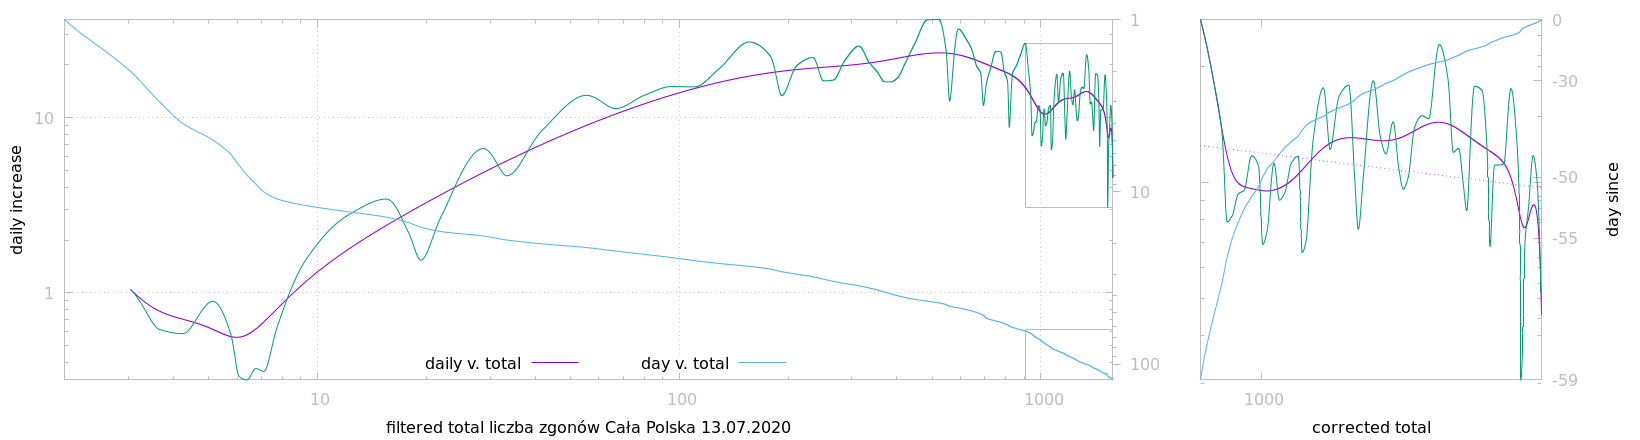 daily increase
10
1
daily v. total
day v. total
10
100
1000
1
10
100
filtered total liczba zgonów Cała Polska 13.07.2020
0
-30
-50
-55
-59
day since
1000
corrected total